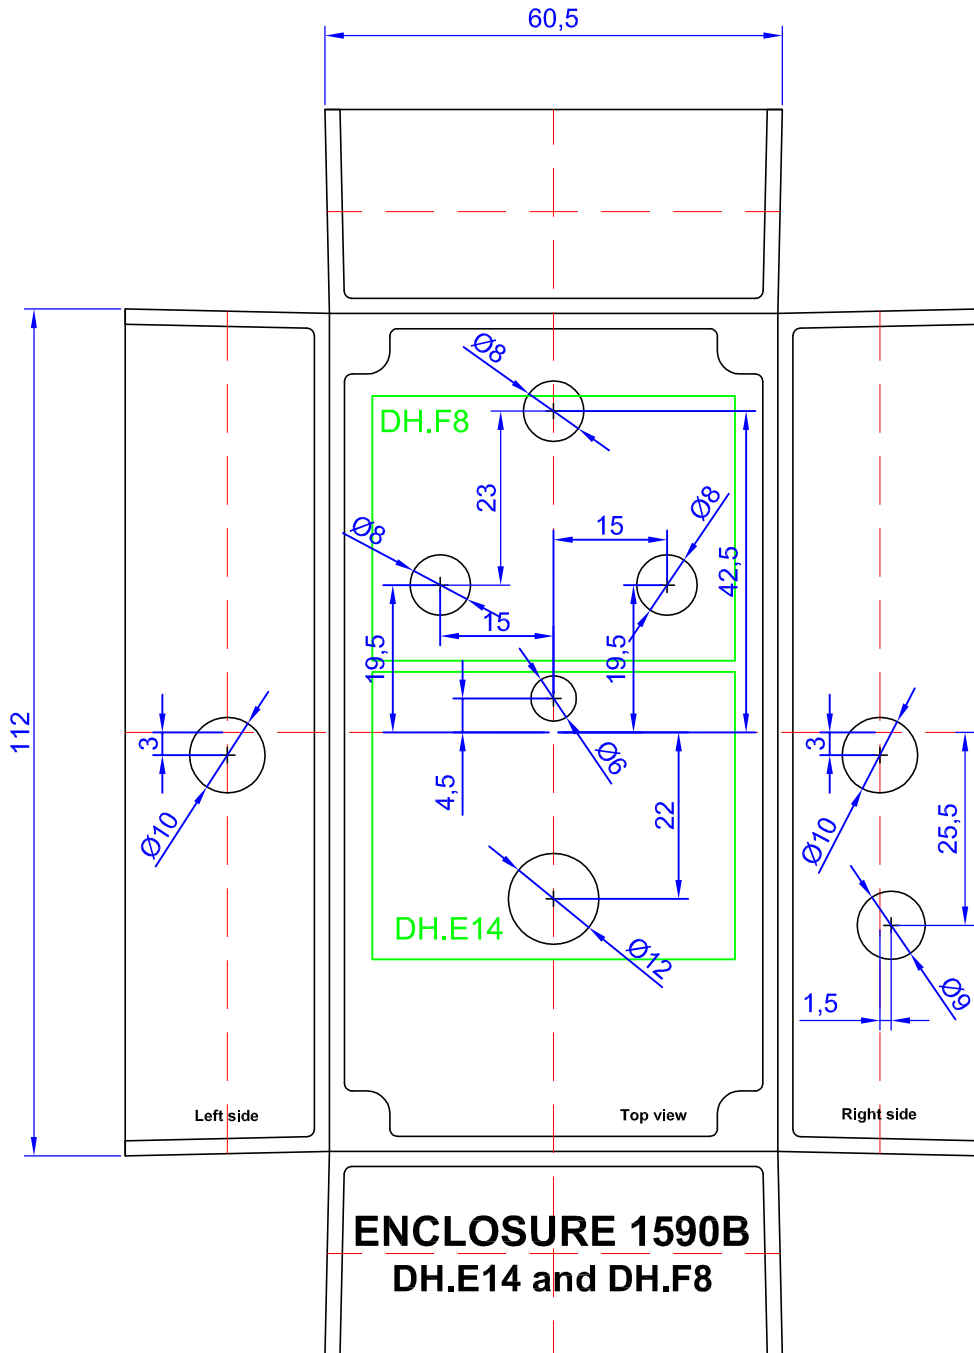 60,5
Ø8
DH.F8
23
Ø8
15
Ø8
42,5
15
19,5
19,5
112
3
3
Ø6
4,5
22
Ø10
Ø10
25,5
DH.E14
Ø12
Ø9
1,5
Left side
Top view
Right side
ENCLOSURE 1590B
DH.E14 and DH.F8